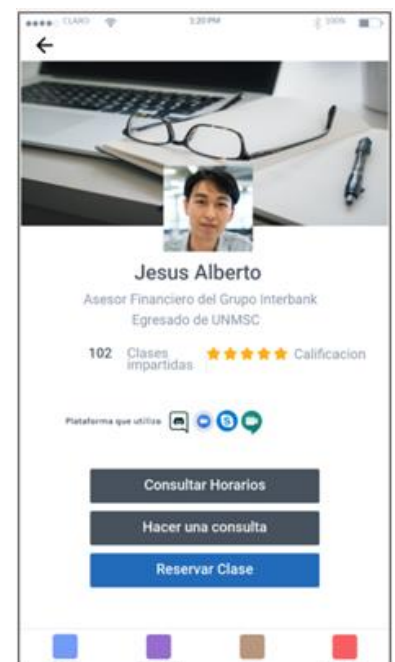 CLARO 5:20 PM 100%
Jesus Alberto
Asesor Financiero del Grupo Interbank
Egresado de UNMSC
102 Clases impartidas Calificacion
Plataforma que utiliza
Consultar Horarios
Hacer una consulta
Reservar Clase